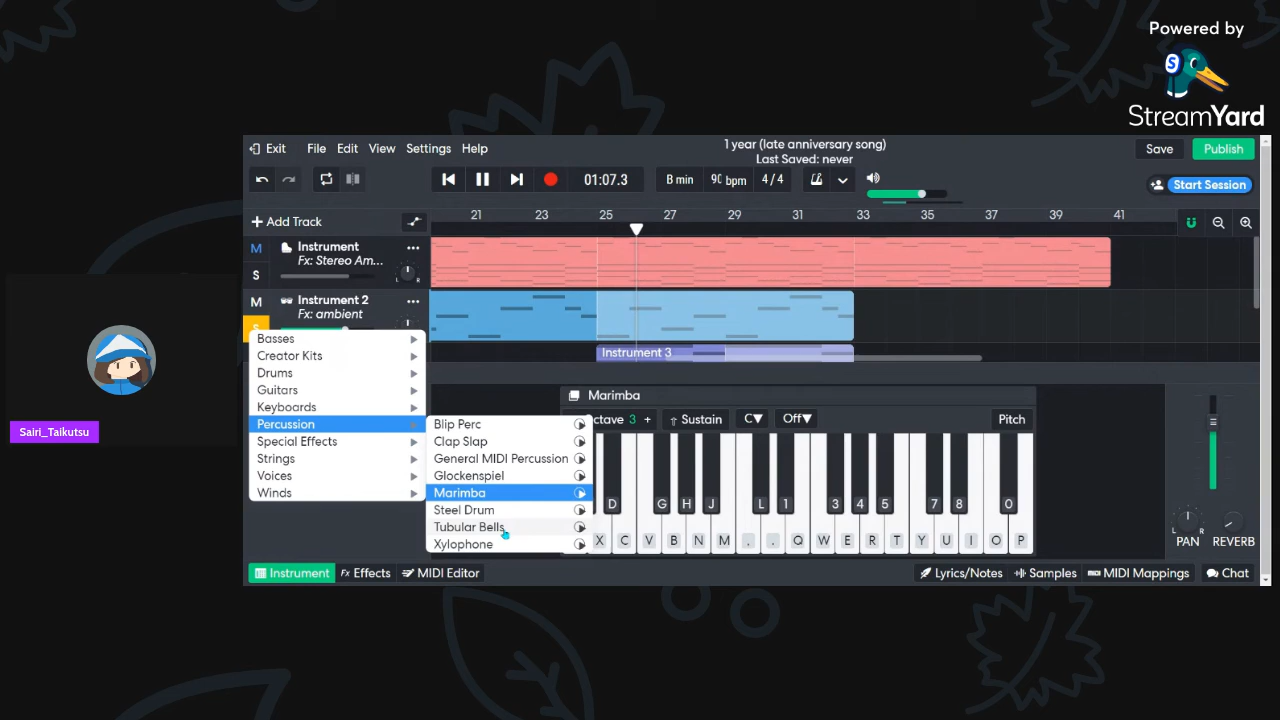 Powered by
S
StreamYard
Exit File Edit View Settings Help
1 year (late anniversary song)
Last Saved: never
Save Publish
01:07.3 B min 90 bpm 4 / 4
Start Session
+ Add Track
21 23 25 27 29 31 33 35 37 39 41
M Instrument
Fx: Stereo Am...
S
L R
M Instrument 2
Fx: ambient
S
Instrument 3
Basses
Creator Kits
Drums
Guitars
Keyboards
Percussion
Special Effects
Strings
Voices
Winds
Blip Perc
Clap Slap
General MIDI Percussion
Glockenspiel
Marimba
Steel Drum
Tubular Bells
Xylophone
Marimba
ctave 3 + Sustain C Off Pitch
D G H J L 1 3 4 5 7 8 0
X C V B N M , . Q W E R T Y U I O P
L R
PAN REVERB
Instrument Fx Effects MIDI Editor Lyrics/Notes Samples MIDI Mappings Chat
Sairi_Taikutsu